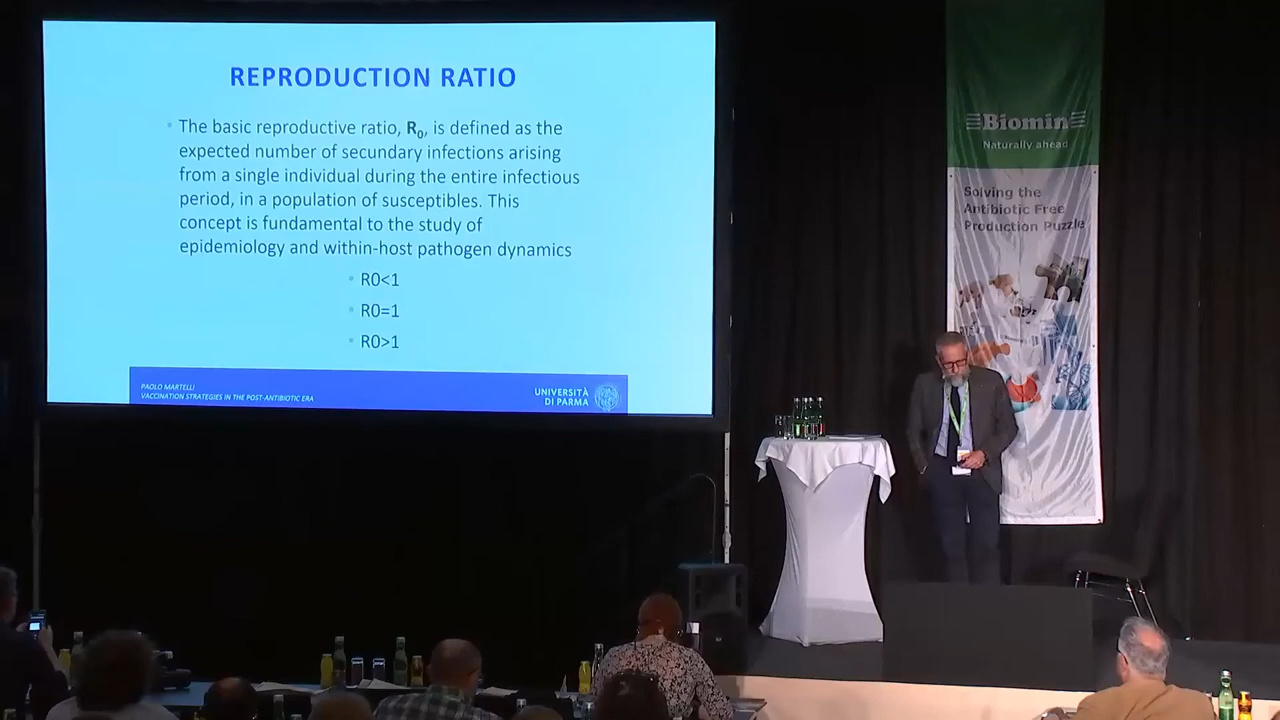 REPRODUCTION RATIO
• The basic reproductive ratio, R₀, is defined as the
expected number of secundary infections arising
from a single individual during the entire infectious
period, in a population of susceptibles. This
concept is fundamental to the study of
epidemiology and within-host pathogen dynamics
• R0<1
• R0=1
• R0>1
PAOLO MARTELLI
VACCINATION STRATEGIES IN THE POST-ANTIBIOTIC ERA
UNIVERSITÀ
DI PARMA
Biomin
Naturally ahead
Solving the
Antibiotic Free
Production Puzzle